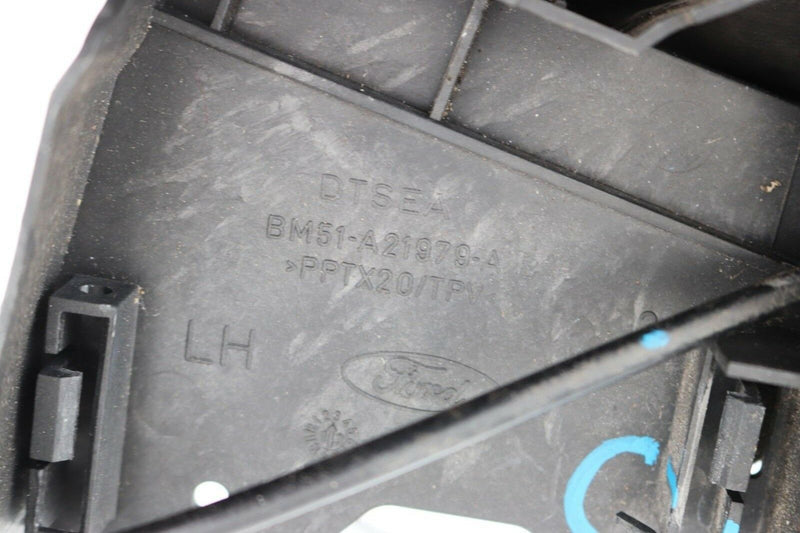 DTSEA
BM51-A21979-A
>PPTX20/TPV
LH
Ford